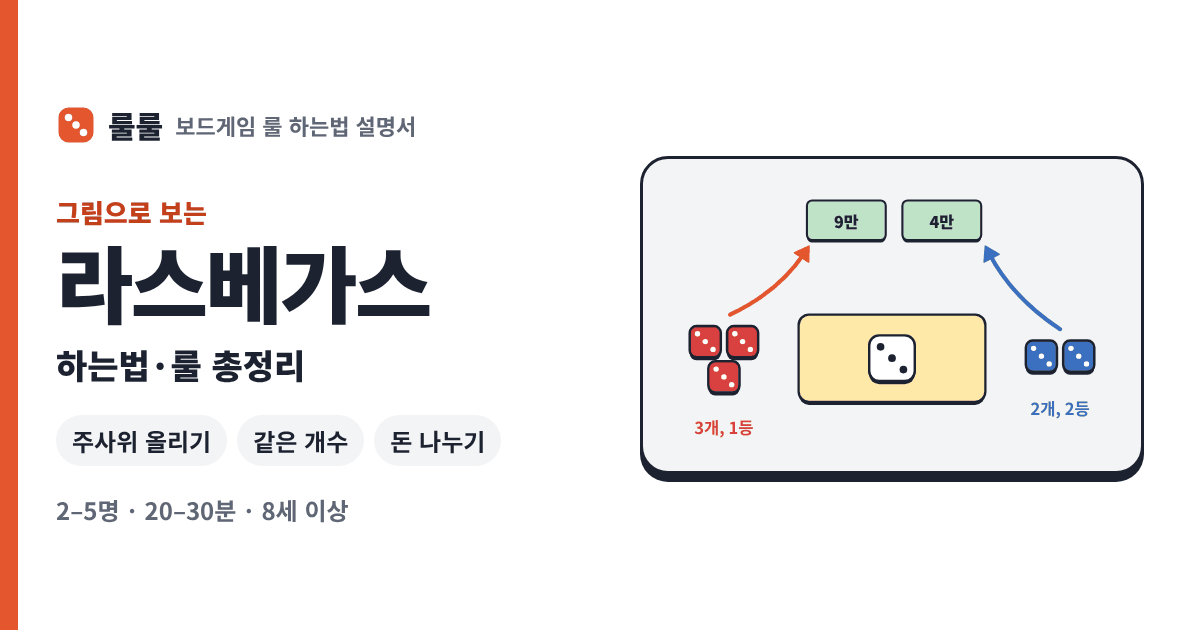 룰룰 보드게임 룰 하는법 설명서
그림으로 보는
라스베가스
하는법·룰 총정리
주사위 올리기 같은 개수 돈 나누기
2–5명 · 20–30분 · 8세 이상
9만 4만
3개, 1등
2개, 2등